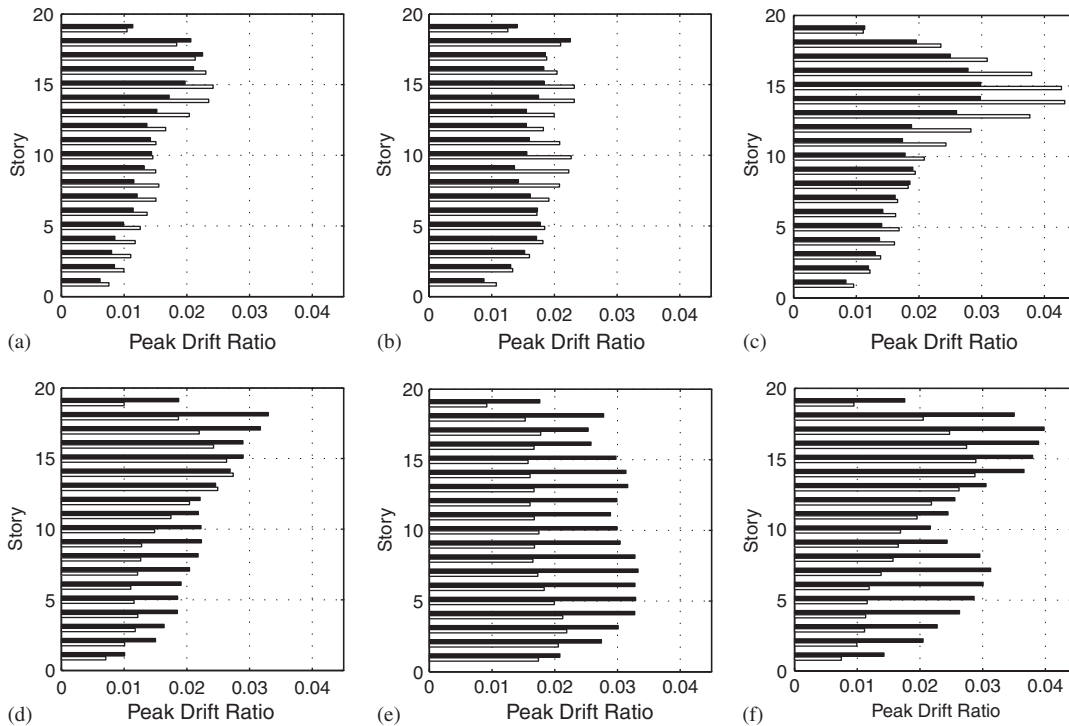 20
15
10
5
0
Story
0 0.01 0.02 0.03 0.04
(a) Peak Drift Ratio
20
15
10
5
0
Story
0 0.01 0.02 0.03 0.04
(b) Peak Drift Ratio
20
15
10
5
0
Story
0 0.01 0.02 0.03 0.04
(c) Peak Drift Ratio
20
15
10
5
0
Story
0 0.01 0.02 0.03 0.04
(d) Peak Drift Ratio
20
15
10
5
0
Story
0 0.01 0.02 0.03 0.04
(e) Peak Drift Ratio
20
15
10
5
0
Story
0 0.01 0.02 0.03 0.04
(f) Peak Drift Ratio